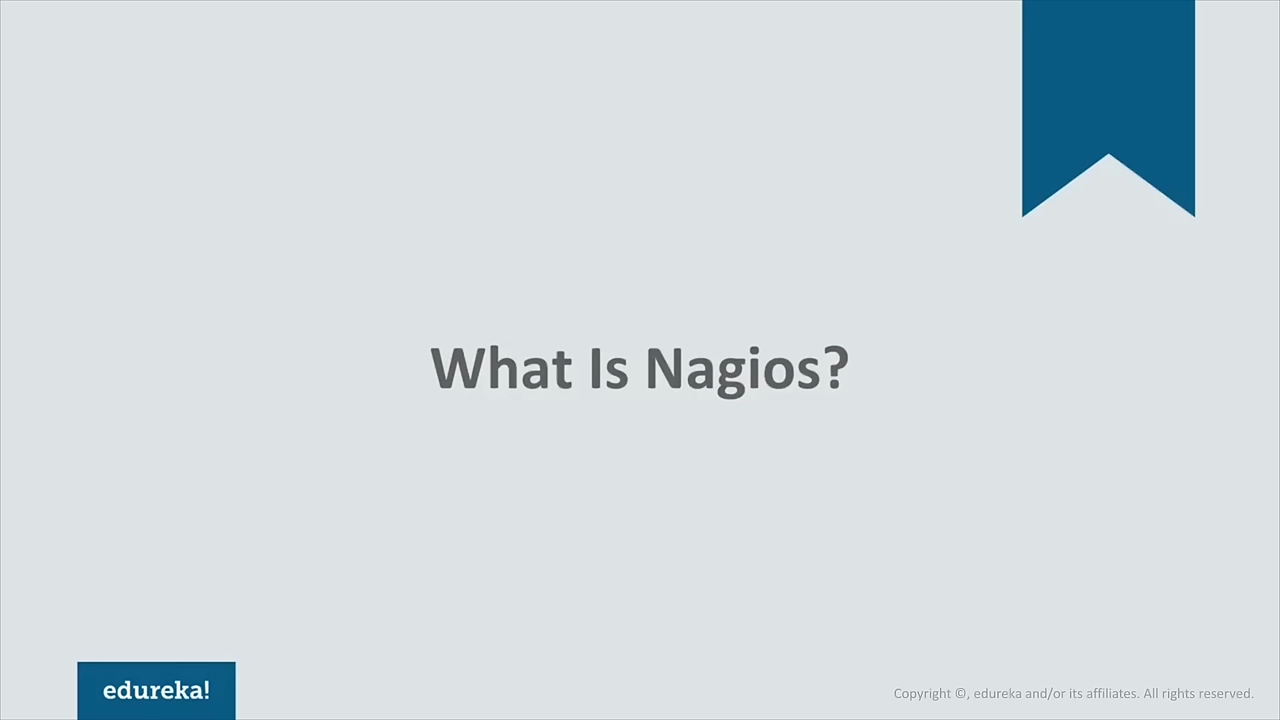 What Is Nagios?
edureka!
Copyright ©, edureka and/or its affiliates. All rights reserved.